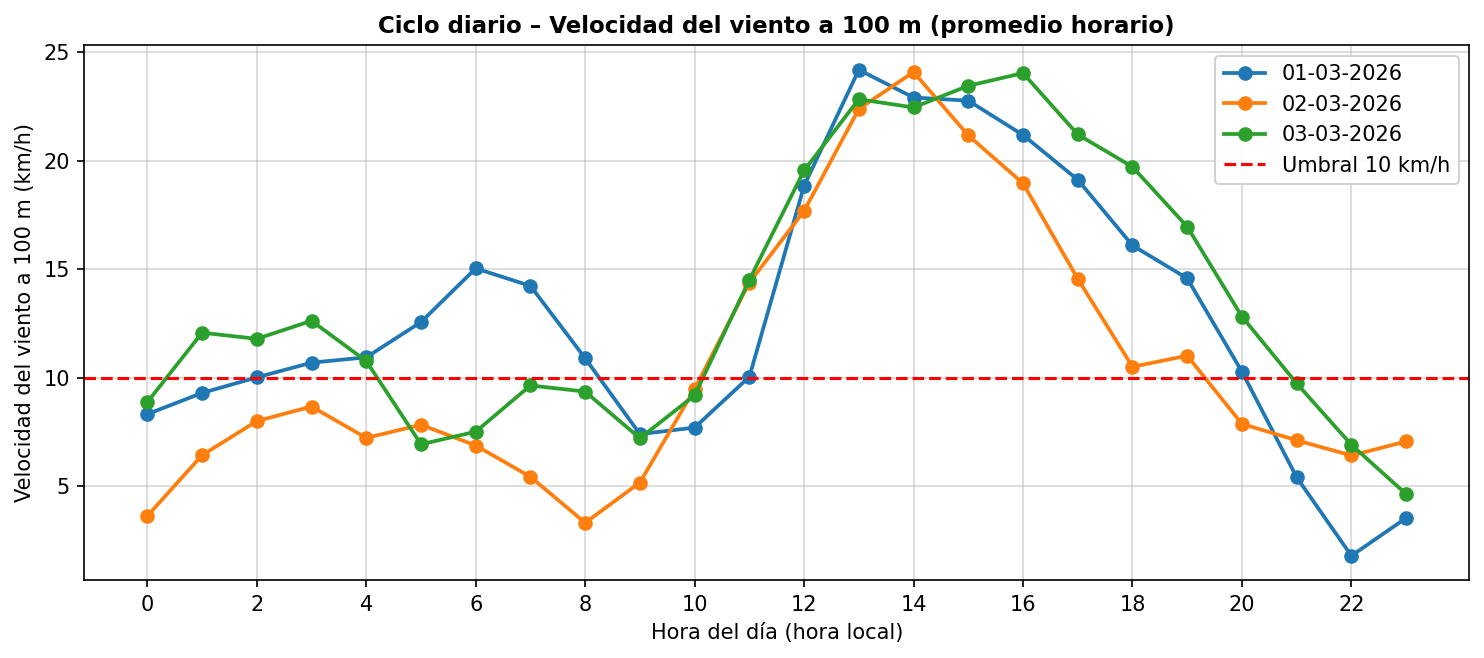 Ciclo diario – Velocidad del viento a 100 m (promedio horario)
Velocidad del viento a 100 m (km/h)
25
20
15
10
5
01-03-2026
02-03-2026
03-03-2026
Umbral 10 km/h
0 2 4 6 8 10 12 14 16 18 20 22
Hora del día (hora local)